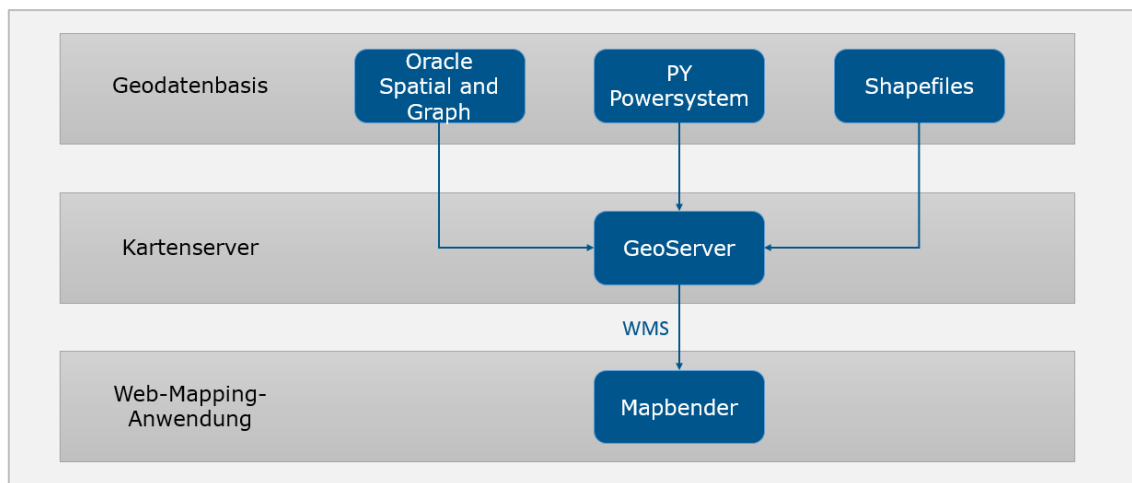 Geodatenbasis
Oracle
Spatial and
Graph
PY
Powersystem
Shapefiles
Kartenserver
GeoServer
WMS
Web-Mapping-
Anwendung
Mapbender